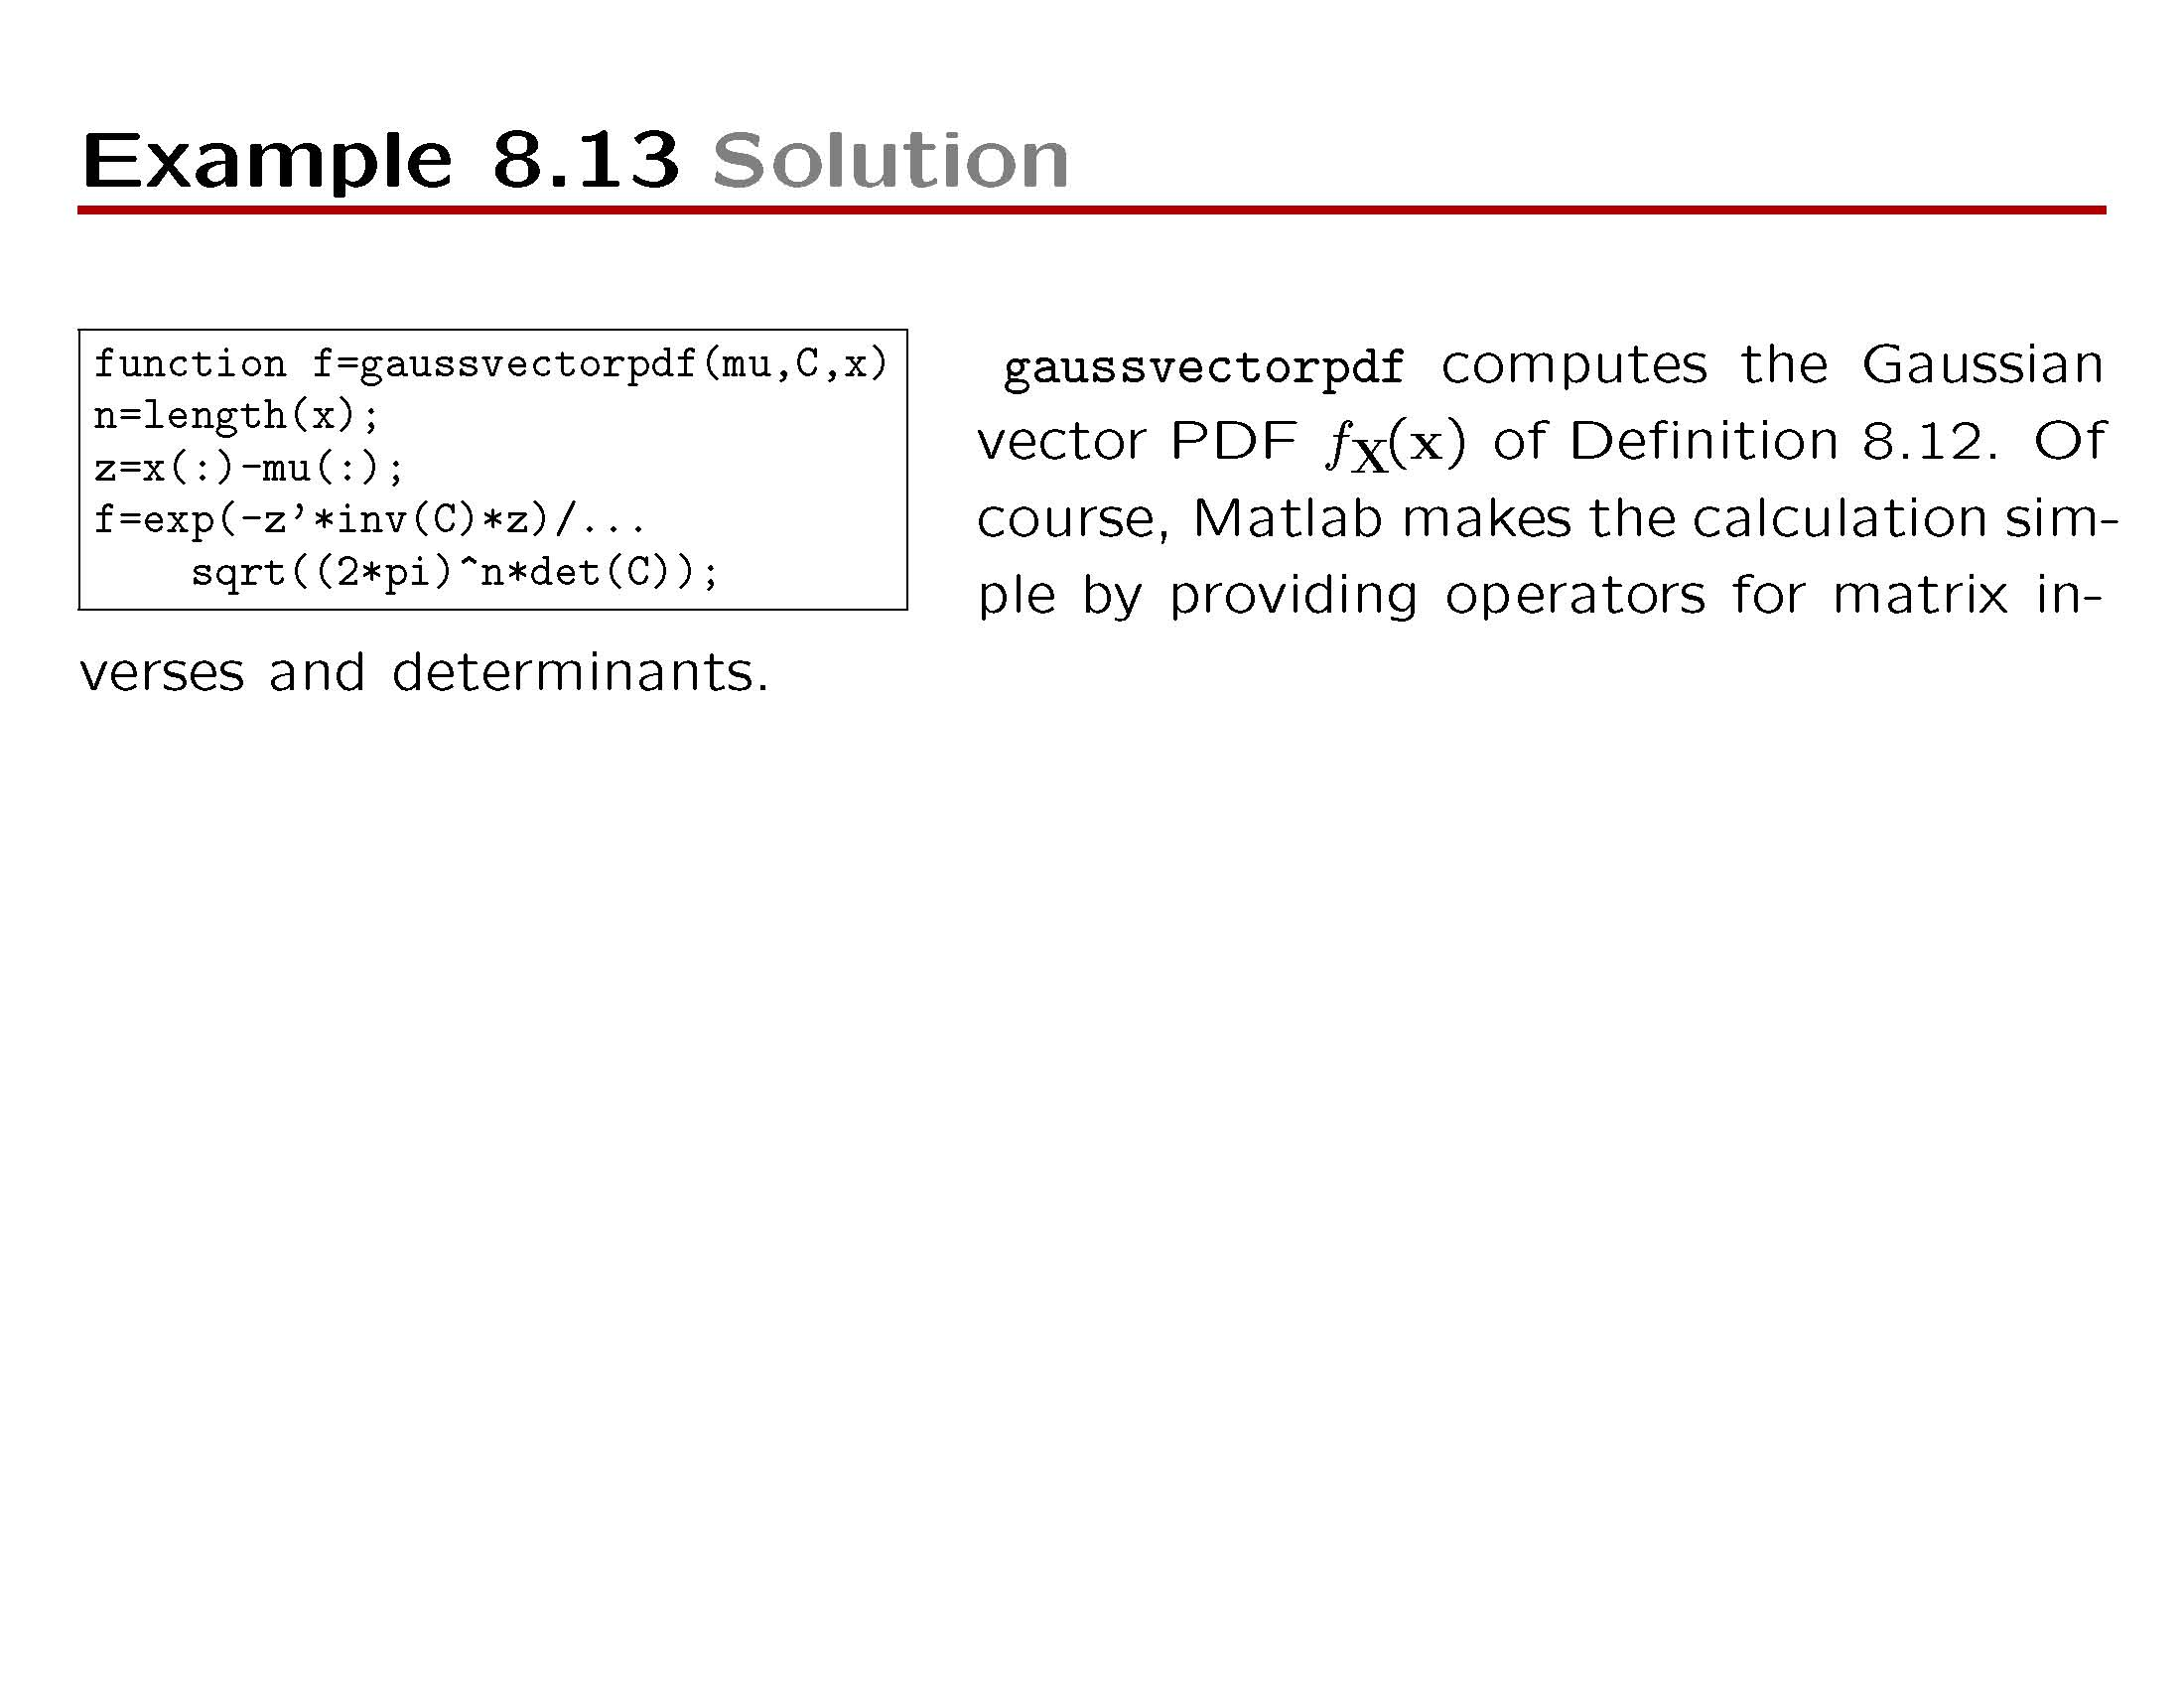 Example 8.13 Solution
function f=gaussvectorpdf(mu,C,x)
n=length(x);
z=x(:)-mu(:);
f=exp(-z’*inv(C)*z)/...
sqrt((2*pi)^n*det(C));
gaussvectorpdf computes the Gaussian
vector PDF fX(x) of Definition 8.12. Of
course, Matlab makes the calculation sim-
ple by providing operators for matrix in-
verses and determinants.